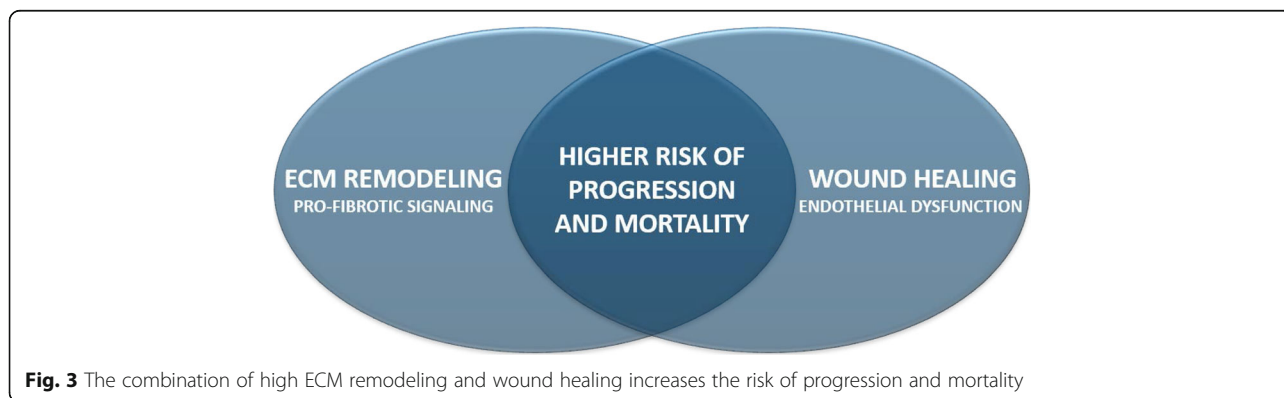 ECM REMODELING
PRO-FIBROTIC SIGNALING
HIGHER RISK OF
PROGRESSION
AND MORTALITY
WOUND HEALING
ENDOTHELIAL DYSFUNCTION
Fig. 3 The combination of high ECM remodeling and wound healing increases the risk of progression and mortality